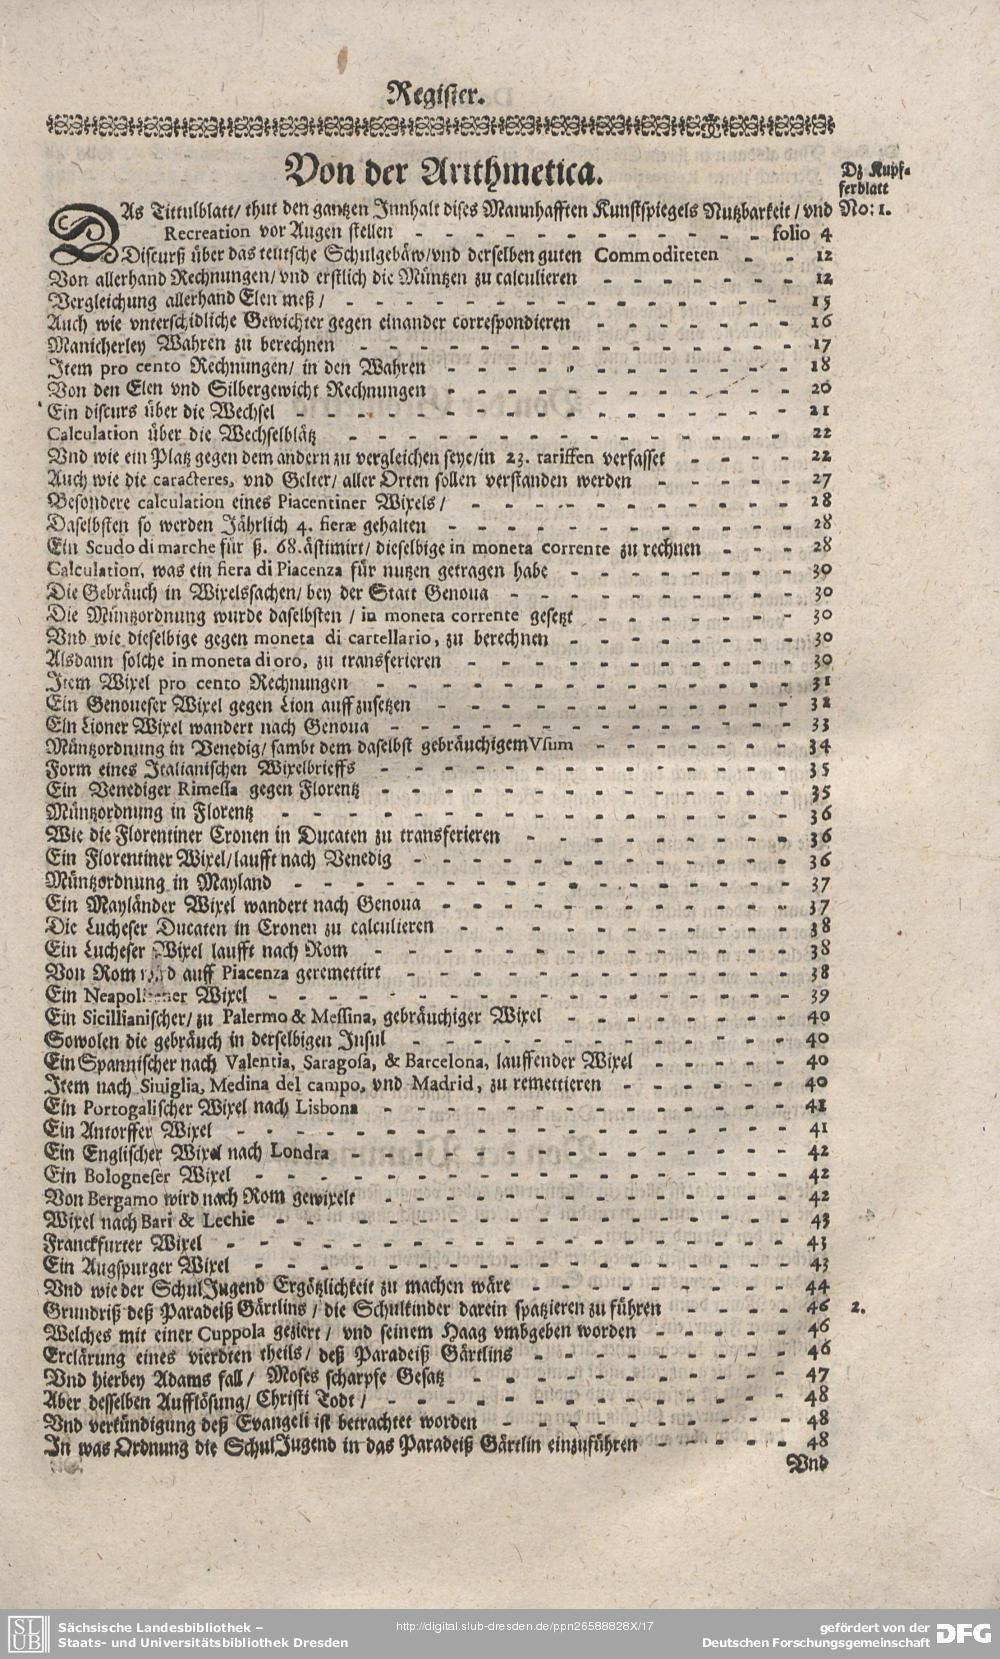 Register.
Von der Arithmetica.
Dz Kupf-
ferblatt
DAs Tittulblatt/ thut den gantzen Innhalt dises Mannhafften Kunstspiegels Nutzbarkeit / vnd No: 1.
Recreation vor Augen stellen - - - - - - - - - - - - folio 4
Discurß über das teutsche Schulgebäw/vnd derselben guten Commoditeten - - 12
Von allerhand Rechnungen/ vnd erstlich die Müntzen zu calculieren - - - - - - - 12
Vergleichung allerhand Elen meß / - - - - - - - - - - - - - - - - 15
Auch wie vnterschidliche Gewichter gegen einander correspondieren - - - - - - - 16
Manicherley Wahren zu berechnen - - - - - - - - - - - - - - - - 17
Item pro cento Rechnungen/ in den Wahren - - - - - - - - - - - - 18
Von den Elen vnd Silbergewicht Rechnungen - - - - - - - - - - - - 20
Ein discurs über die Wechsel - - - - - - - - - - - - - - - - - - 21
Calculation über die Wechselblätz - - - - - - - - - - - - - - - - 22
Vnd wie ein Platz gegen dem andern zu vergleichen seye/in 23. tariffen verfasset - - - - 22
Auch wie die caracteres, vnd Gelter/ aller Orten sollen verstanden werden - - - - - 27
Besondere calculation eines Piacentiner Wixels / - - - - - - - - - - - 28
Daselbsten so werden Jährlich 4. fieræ gehalten - - - - - - - - - - - - 28
Ein Scudo di marche für ß. 68. ästimirt/ dieselbige in moneta corrente zu rechnen - - - 28
Calculation, was ein fiera di Piacenza für nutzen getragen habe - - - - - - - - 30
Die Gebräuch in Wixelssachen/ bey der Statt Genoua - - - - - - - - - - 30
Die Müntzordnung wurde daselbsten / in moneta corrente gesetzt - - - - - - - 30
Vnd wie dieselbige gegen moneta di cartellario, zu berechnen - - - - - - - - 30
Alsdann solche in moneta di oro, zu transferieren - - - - - - - - - - - 30
Item Wixel pro cento Rechnungen - - - - - - - - - - - - - - - 31
Ein Genoueser Wixel gegen Lion auff zusetzen - - - - - - - - - - - - 32
Ein Lioner Wixel wandert nach Genoua - - - - - - - - - - - - - - - 33
Müntzordnung in Venedig/ sambt dem daselbst gebräuchigem Vsum - - - - - - - 34
Form eines Italianischen Wixelbrieffs - - - - - - - - - - - - - - - 35
Ein Venediger Rimessa gegen Florentz - - - - - - - - - - - - - - - 35
Müntzordnung in Florentz - - - - - - - - - - - - - - - - - - 36
Wie die Florentiner Cronen in Ducaten zu transferieren - - - - - - - - - 36
Ein Florentiner Wixel/ laufft nach Venedig - - - - - - - - - - - - - 36
Müntzordnung in Mayland - - - - - - - - - - - - - - - - - - 37
Ein Mayländer Wixel wandert nach Genoua - - - - - - - - - - - - 37
Die Lucheser Ducaten in Cronen zu calculieren - - - - - - - - - - - - 38
Ein Lucheser Wixel laufft nach Rom - - - - - - - - - - - - - - - 38
Von Rom auff Piacenza geremettirt - - - - - - - - - - - - - - 38
Ein Wixel - - - - - - - - - - - - - - - - - - - 39
Ein Sicillianischer/ zu Palermo & Messina, gebräuchiger Wixel - - - - - - - - 40
Sowolen die gebräuch in derselbigen Insul - - - - - - - - - - - - - - 40
Ein Spannischer nach Valentia, Saragosa, & Barcelona, lauffender Wixel - - - - - 40
Item nach Siuiglia, Medina del campo, vnd Madrid, zu remettieren - - - - - - - 40
Ein Portogalischer Wixel nach Lisbona - - - - - - - - - - - - - - - 41
Ein Antorffer Wixel - - - - - - - - - - - - - - - - - - - - 41
Ein Englischer Wixel nach Londra - - - - - - - - - - - - - - - - 42
Ein Bologneser Wixel - - - - - - - - - - - - - - - - - - - 42
Von Bergamo wird nach Rom gewixelt - - - - - - - - - - - - - - - 42
Wixel nach Bari & Lechie - - - - - - - - - - - - - - - - - - 43
Franckfurter Wixel - - - - - - - - - - - - - - - - - - - - 43
Ein Augspurger Wixel - - - - - - - - - - - - - - - - - - - 43
Vnd wie der SchulJugend Ergötzlichkeit zu machen wäre - - - - - - - - - - 44
Grundriß deß Paradeiß Gärtlins / die Schulkinder darein spatzieren zu führen - - - - 46 2.
Welches mit einer Cuppola geziert / vnd seinem Haag vmbgeben worden - - - - - 46
Erclärung eines vierdten theils / deß Paradeiß Gärtlins - - - - - - - - - 46
Vnd hierbey Adams fall / Moses scharpfe Gesatz - - - - - - - - - - - 47
Aber desselben Aufflösung/ Christi Todt / - - - - - - - - - - - - - - 48
Vnd verkündigung deß Evangeli ist betrachtet worden - - - - - - - - - - 48
In was Ordnung die SchulJugend in das Paradeiß Gärtlin einzuführen - - - - - 48
Vnd
SLUB
Sächsische Landesbibliothek –
Staats- und Universitätsbibliothek Dresden
http://digital.slub-dresden.de/ppn26588828X/17
gefördert von der
Deutschen Forschungsgemeinschaft
DFG